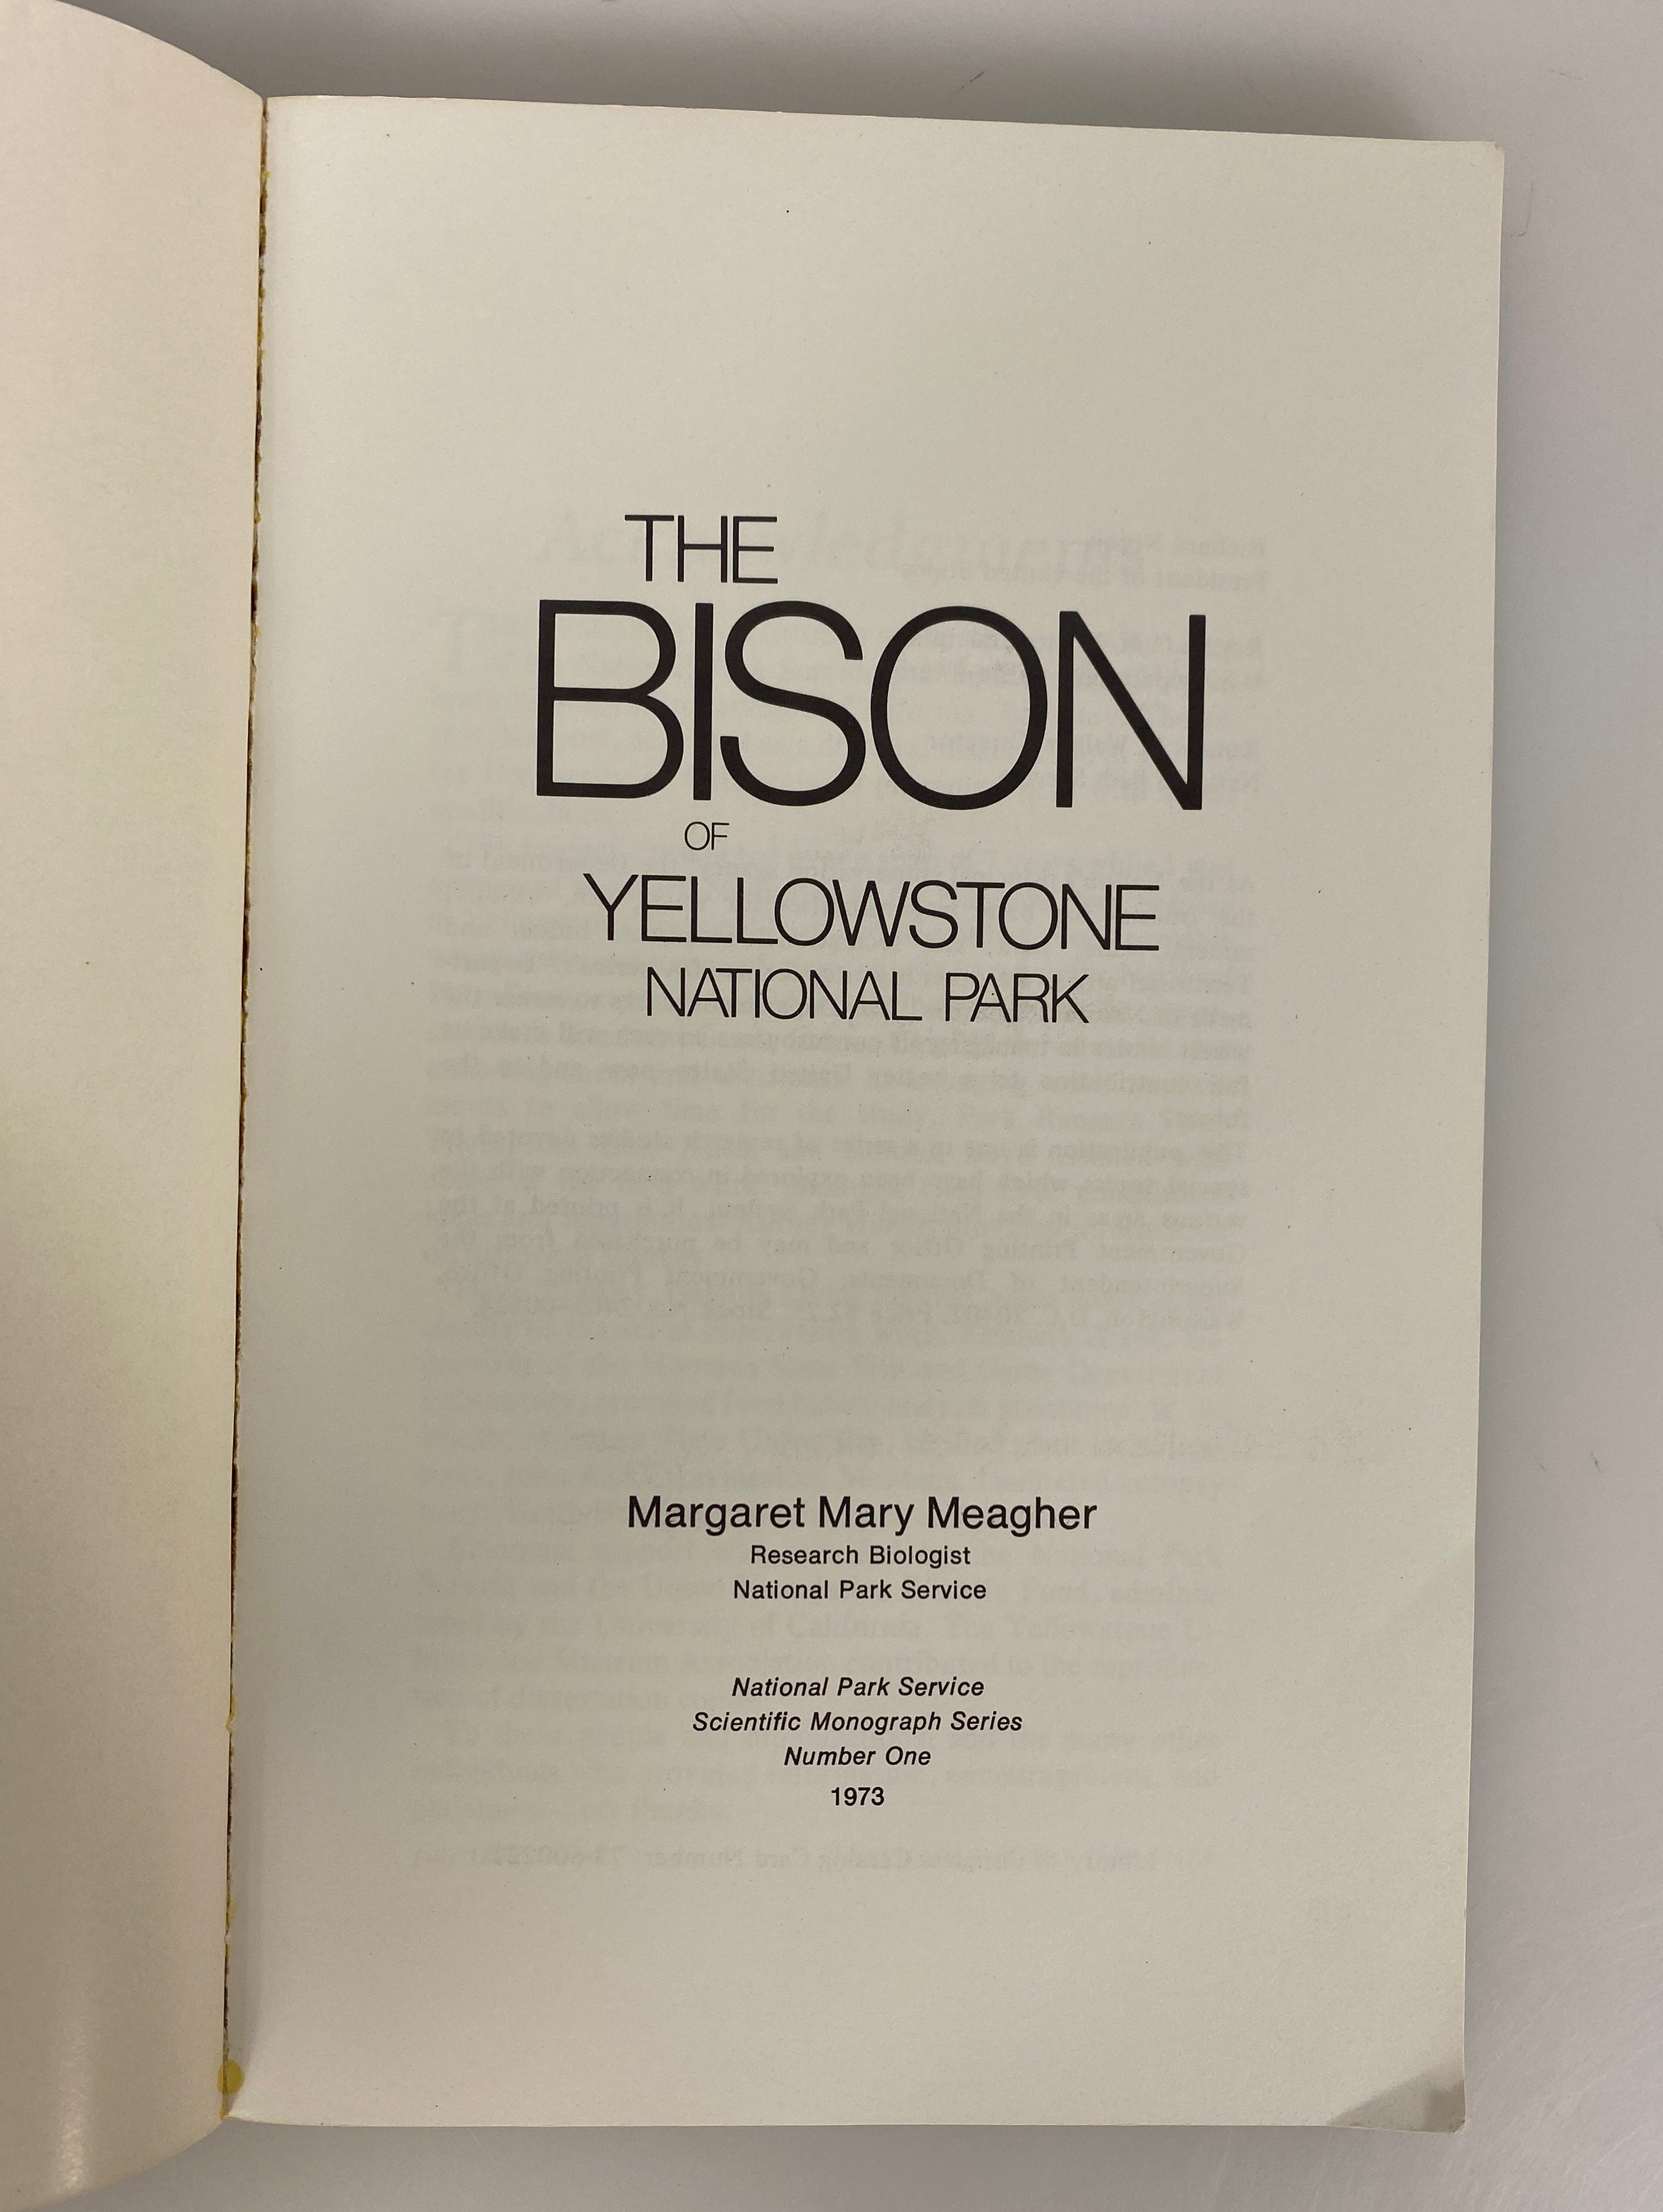 THE
BISON
OF
YELLOWSTONE
NATIONAL PARK
Margaret Mary Meagher
Research Biologist
National Park Service
National Park Service
Scientific Monograph Series
Number One
1973